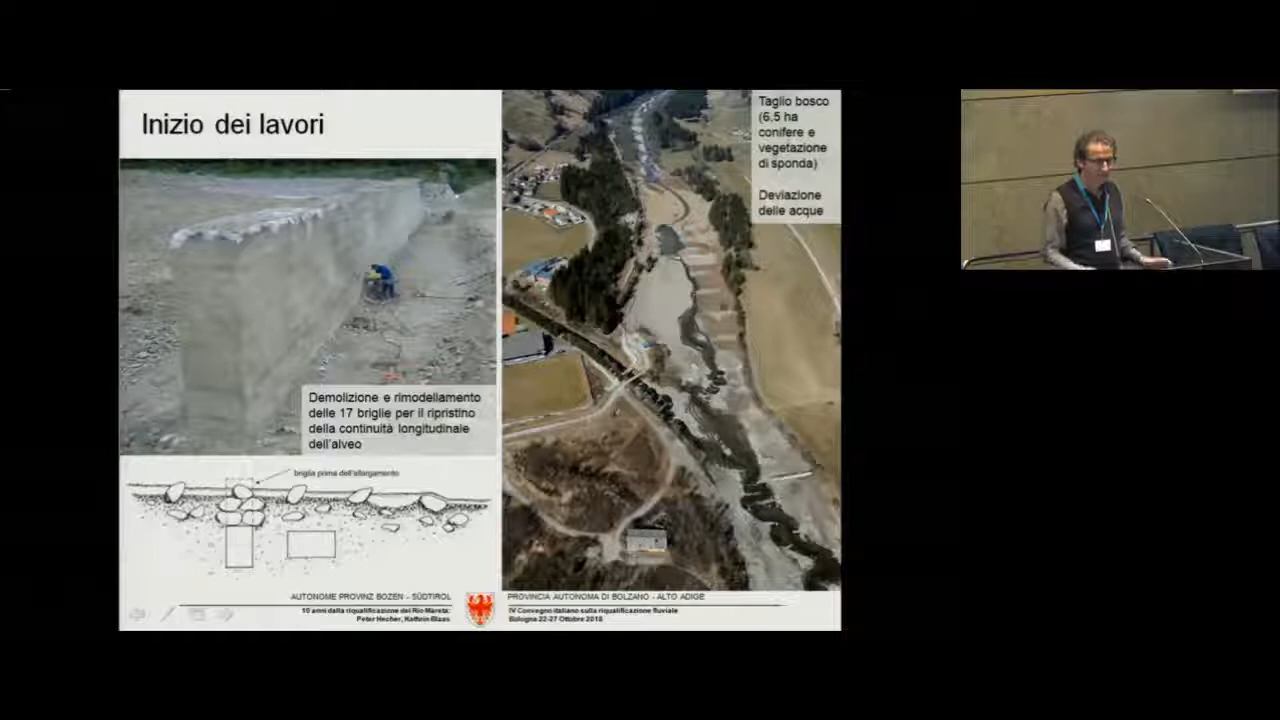 Inizio dei lavori
Taglio bosco
(6.5 ha
conifere e
vegetazione
di sponda)
Deviazione
delle acque
Demolizione e rimodellamento
delle 17 briglie per il ripristino
della continuità longitudinale
dell'alveo
briglia prima dell'allargamento
AUTONOME PROVINZ BOZEN - SÜDTIROL
10 anni dalla riqualificazione del Rio Mareta:
Peter Hecher, Kathrin Blaas
PROVINCIA AUTONOMA DI BOLZANO - ALTO ADIGE
IV Convegno italiano sulla riqualificazione fluviale
Bologna 22-27 Ottobre 2018